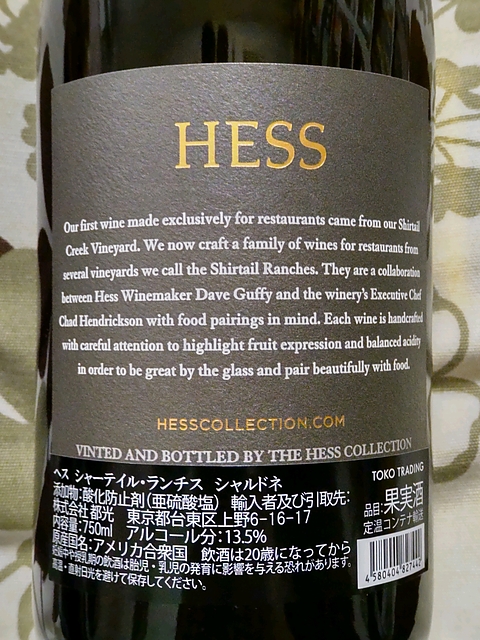 HESS
Our first wine made exclusively for restaurants came from our Shirtail
Creek Vineyard. We now craft a family of wines for restaurants from
several vineyards we call the Shirtail Ranches. They are a collaboration
between Hess Winemaker Dave Guffy and the winery's Executive Chef
Chad Hendrickson with food pairings in mind. Each wine is handcrafted
with careful attention to highlight fruit expression and balanced acidity
in order to be great by the glass and pair beautifully with food.
HESSCOLLECTION.COM
VINTED AND BOTTLED BY THE HESS COLLECTION
ヘス シャーテイル・ランチス シャルドネ
添加物:酸化防止剤(亜硫酸塩) 輸入者及び引取先:
株式会社 都光 東京都台東区上野6-16-17
内容量:750ml アルコール分:13.5%
原産国名:アメリカ合衆国 飲酒は20歳になってから
妊娠中や授乳期の飲酒は胎児・乳児の発育に影響を与える恐れがあります。
高温・直射日光を避けて保存してください。
TOKO TRADING
品目:果実酒
定温コンテナ輸送